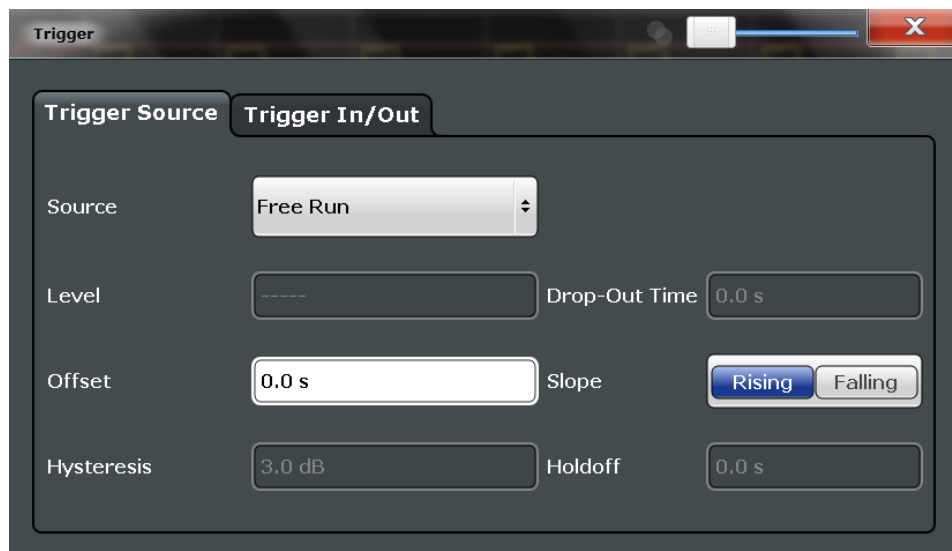 Trigger
X
Trigger Source
Trigger In/Out
Source
Free Run
Level
-----
Drop-Out Time
0.0 s
Offset
0.0 s
Slope
Rising
Falling
Hysteresis
3.0 dB
Holdoff
0.0 s